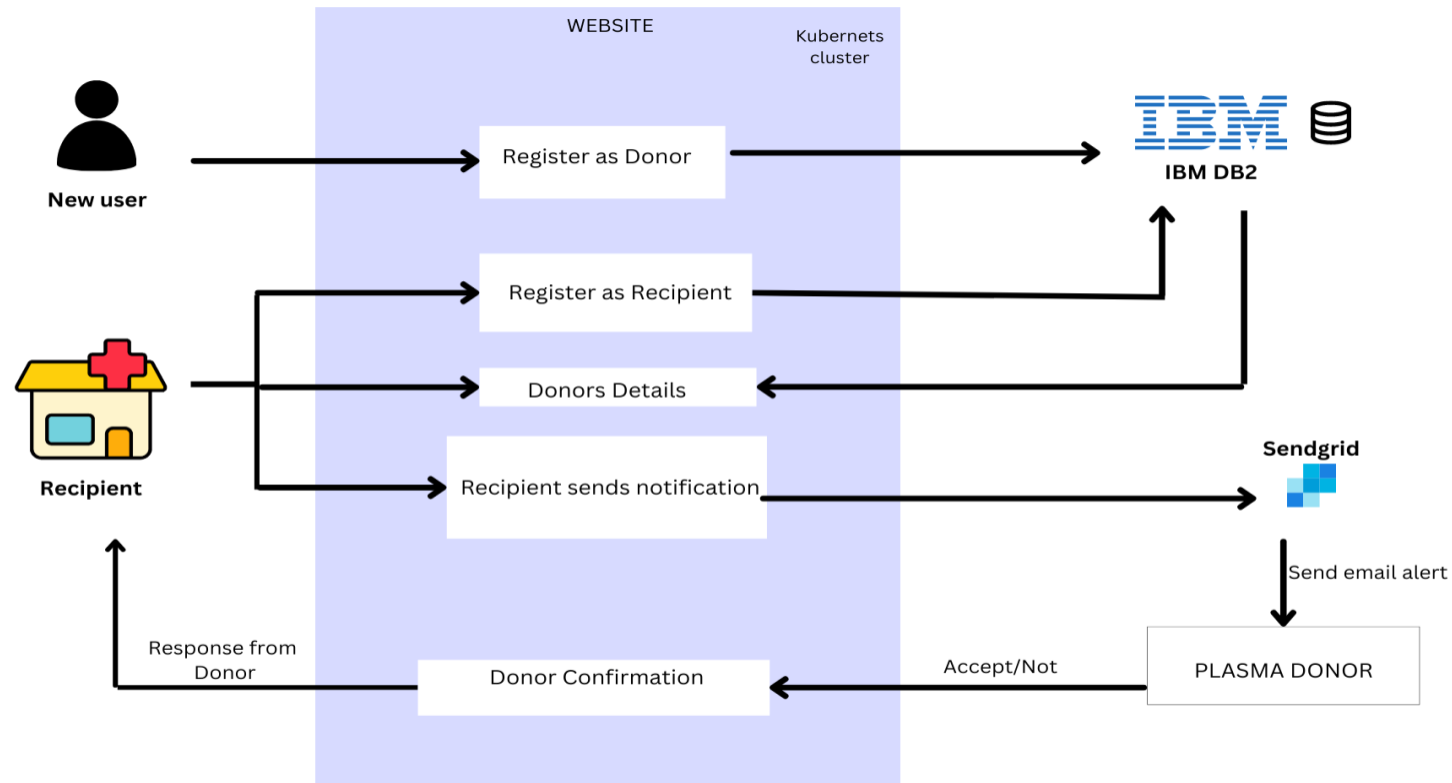 WEBSITE
Kubernets
cluster
New user
Register as Donor
IBM
IBM DB2
Register as Recipient
Donors Details
Recipient
Recipient sends notification
Sendgrid
Send email alert
Response from
Donor
Donor Confirmation
Accept/Not
PLASMA DONOR